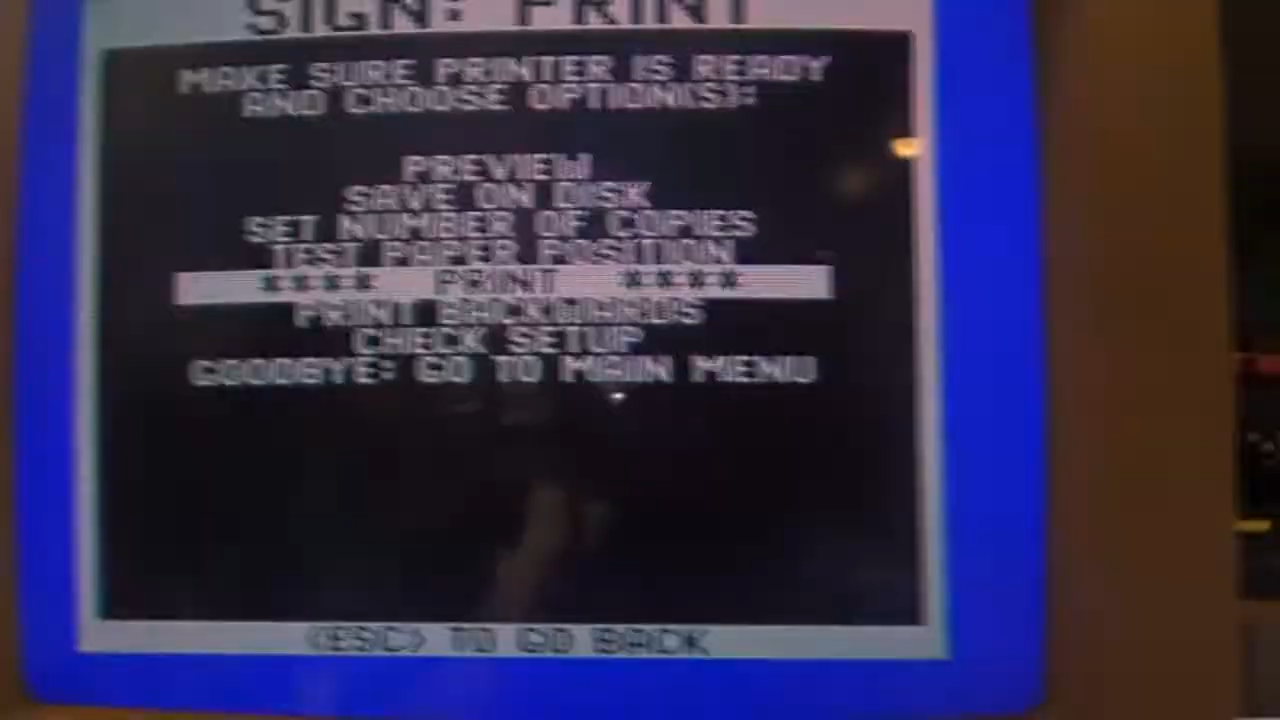 SIGN: PRINT
MAKE SURE PRINTER IS READY
AND CHOOSE OPTION(S):
PREVIEW
SAVE ON DISK
SET NUMBER OF COPIES
TEST PAPER POSITION
**** PRINT ****
PRINT BACKWARDS
CHECK SETUP
GOODBYE: GO TO MAIN MENU
<ESC> TO GO BACK